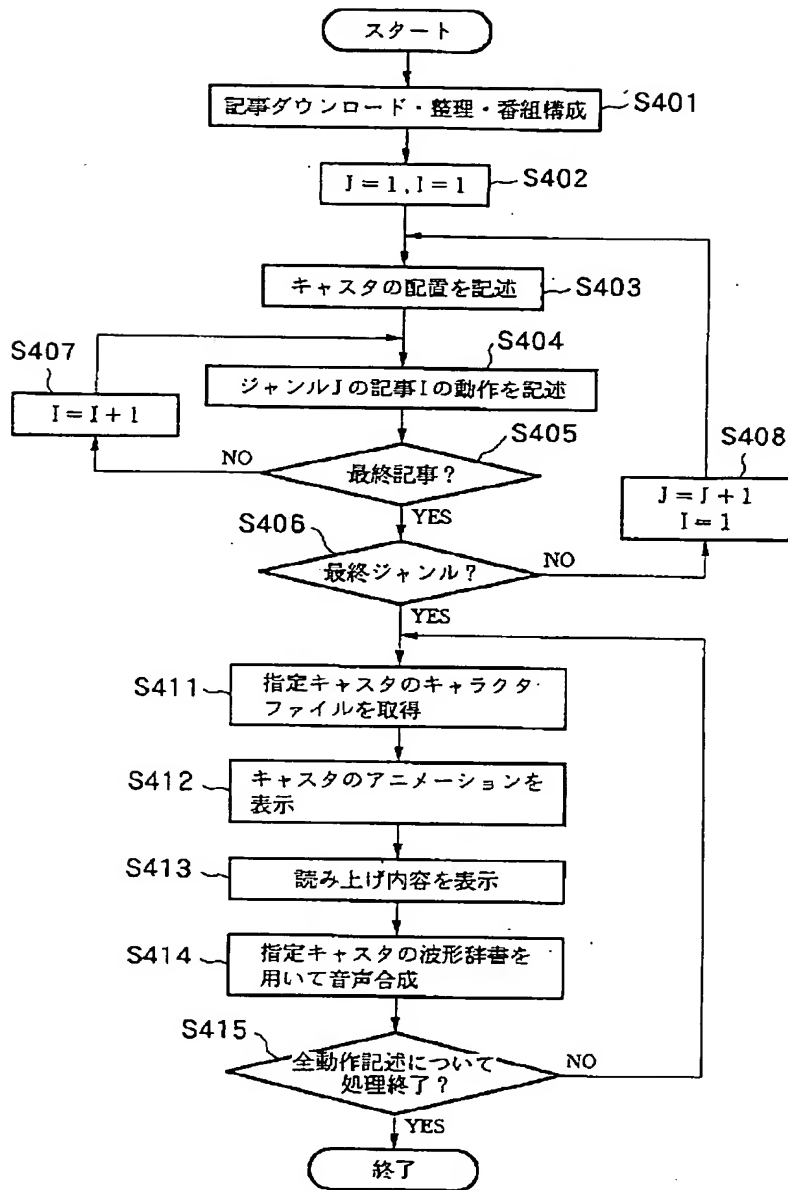 スタート
記事ダウンロード・整理・番組構成
S401
J=1,I=1
S402
キャスタの配置を記述
S403
S407
I=I+1
S404
ジャンルJの記事Iの動作を記述
S405
NO
最終記事？
YES
S408
J=J+1
I=1
S406
最終ジャンル？
NO
YES
S411
指定キャスタのキャラクタ
ファイルを取得
S412
キャスタのアニメーションを
表示
S413
読み上げ内容を表示
S414
指定キャスタの波形辞書を
用いて音声合成
S415
全動作記述について
処理終了？
NO
YES
終了